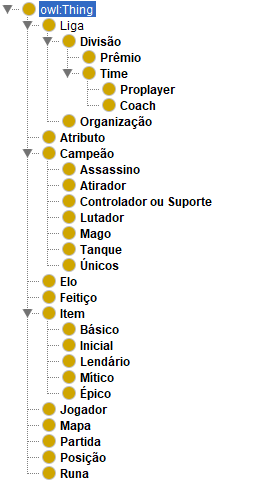 owl:Thing
Liga
Divisão
Prêmio
Time
Proplayer
Coach
Organização
Atributo
Campeão
Assassino
Atirador
Controlador ou Suporte
Lutador
Mago
Tanque
Únicos
Elo
Feitiço
Item
Básico
Inicial
Lendário
Mítico
Épico
Jogador
Mapa
Partida
Posição
Runa